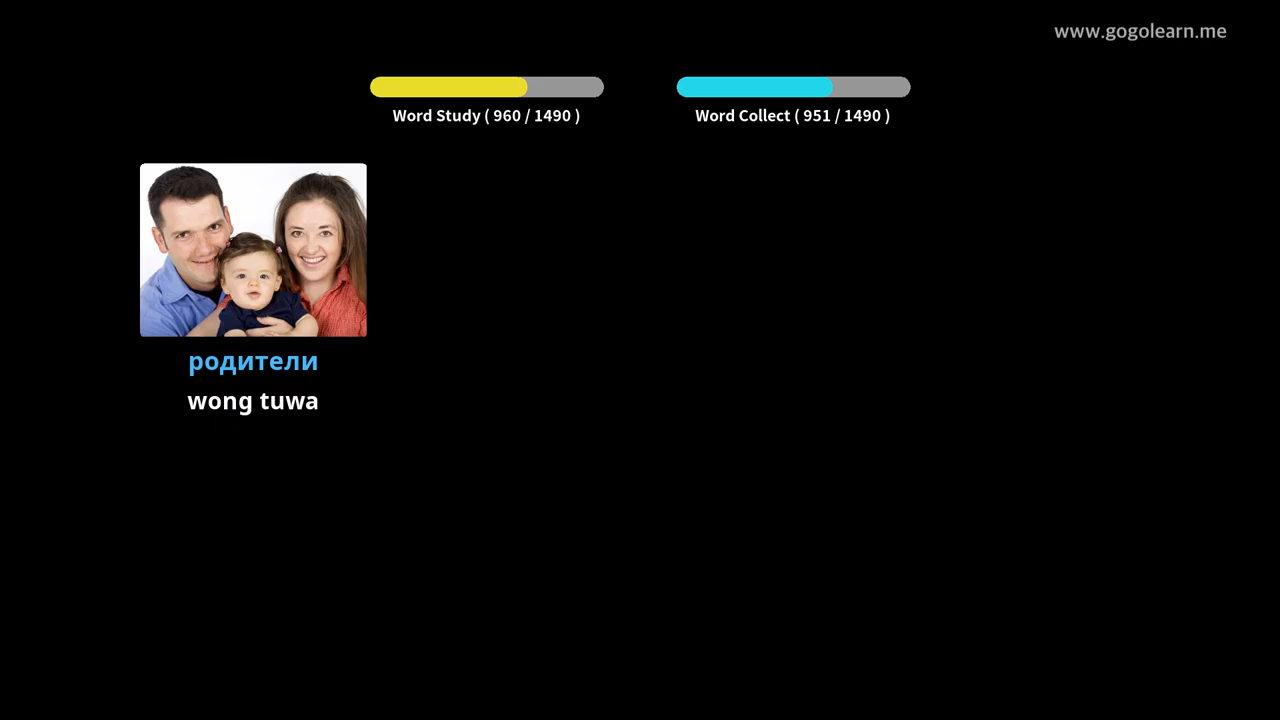 www.gogolearn.me
Word Study ( 960 / 1490 )
Word Collect ( 951 / 1490 )
родители
wong tuwa